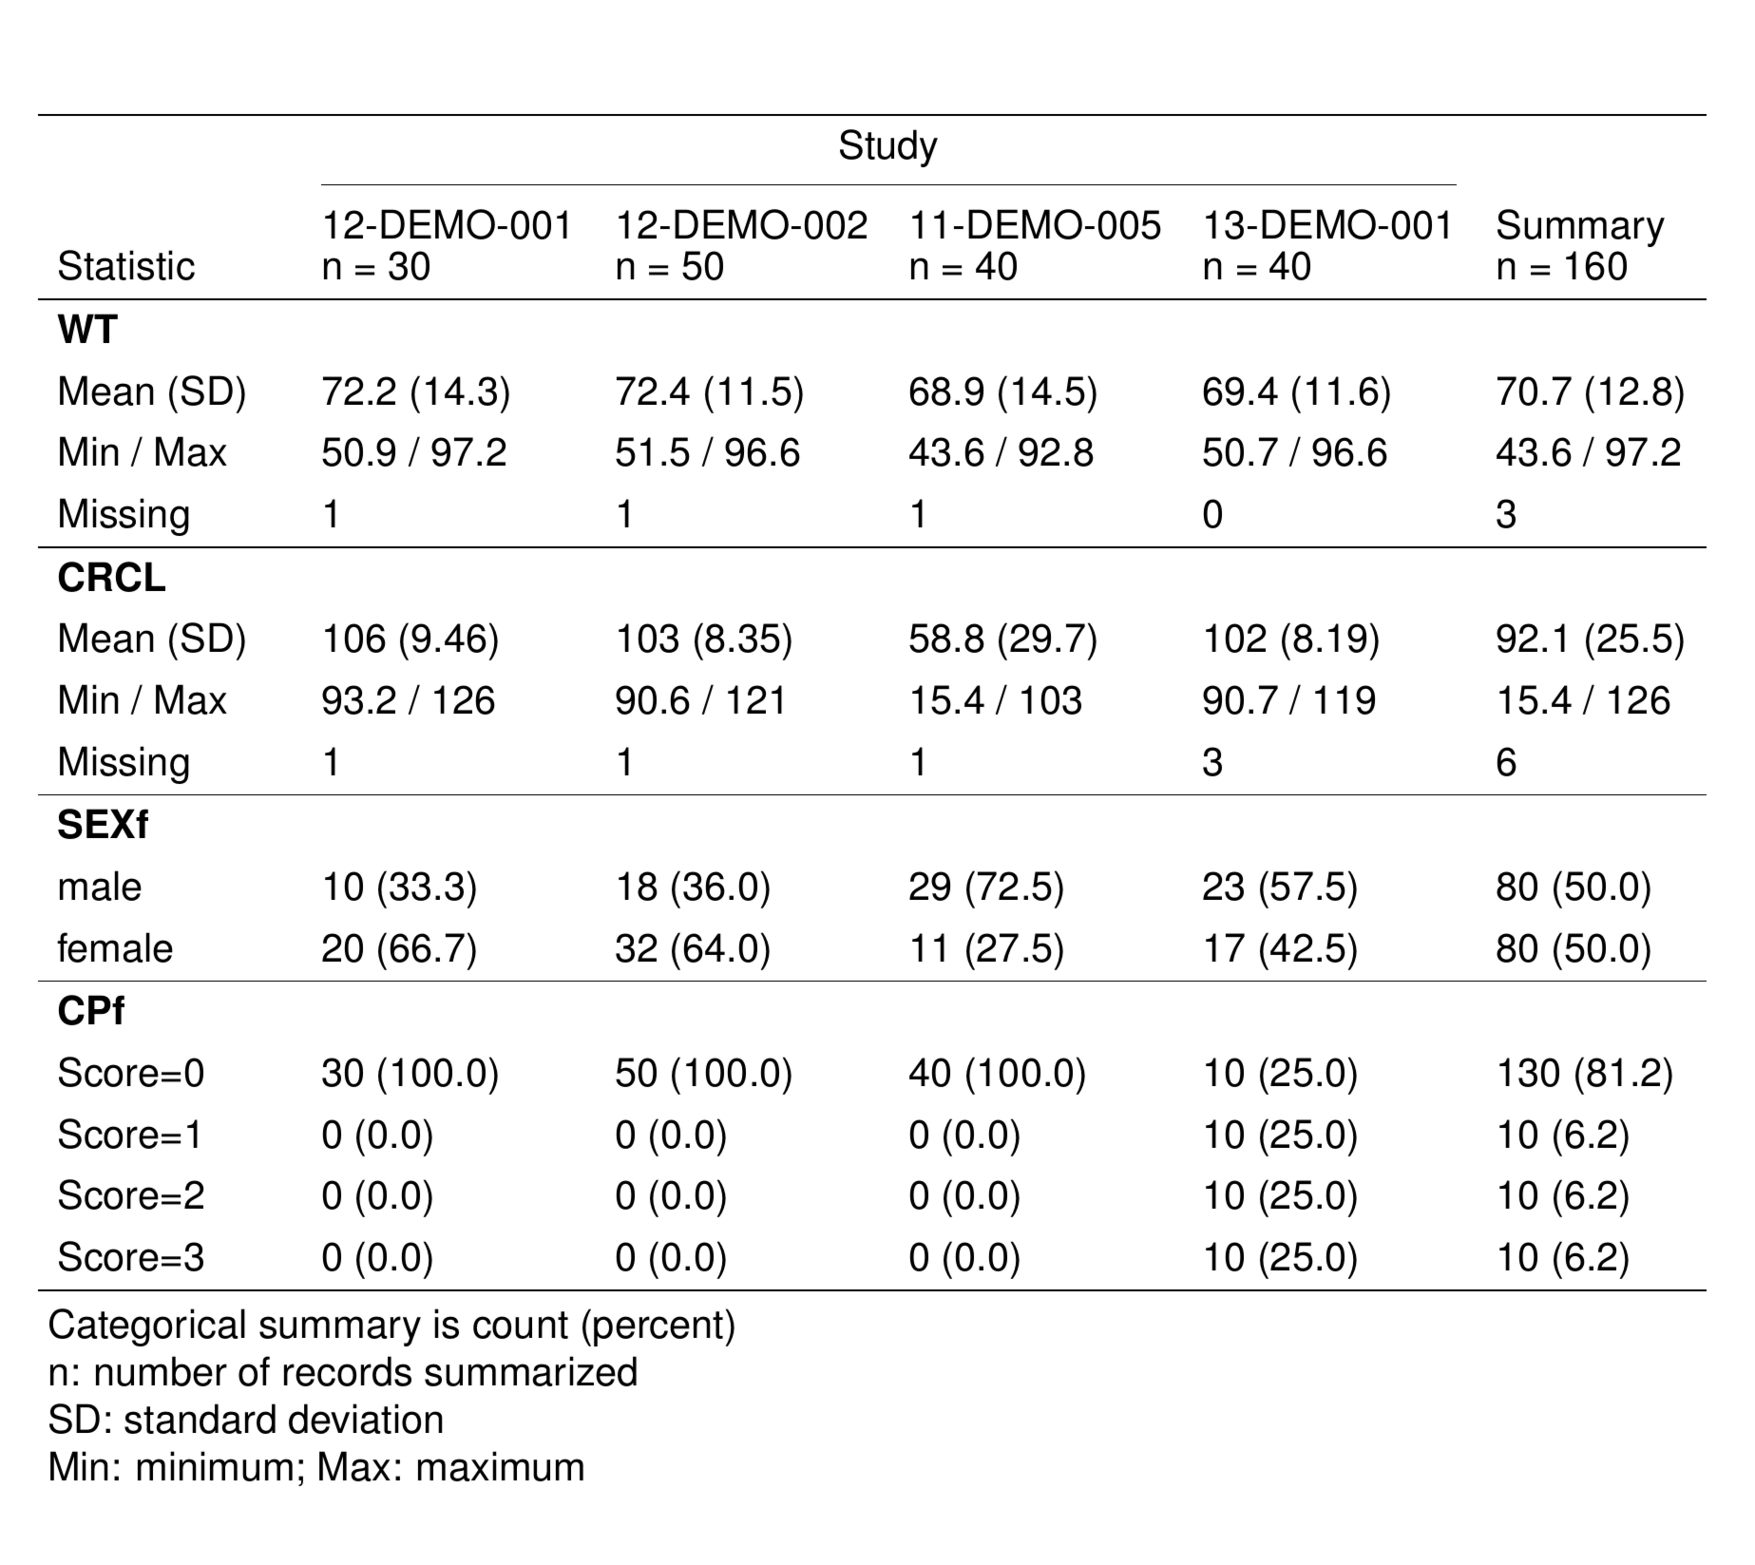 Study
12-DEMO-001 12-DEMO-002 11-DEMO-005 13-DEMO-001 Summary
Statistic n = 30 n = 50 n = 40 n = 40 n = 160
WT
Mean (SD) 72.2 (14.3) 72.4 (11.5) 68.9 (14.5) 69.4 (11.6) 70.7 (12.8)
Min / Max 50.9 / 97.2 51.5 / 96.6 43.6 / 92.8 50.7 / 96.6 43.6 / 97.2
Missing 1 1 1 0 3
CRCL
Mean (SD) 106 (9.46) 103 (8.35) 58.8 (29.7) 102 (8.19) 92.1 (25.5)
Min / Max 93.2 / 126 90.6 / 121 15.4 / 103 90.7 / 119 15.4 / 126
Missing 1 1 1 3 6
SEXf
male 10 (33.3) 18 (36.0) 29 (72.5) 23 (57.5) 80 (50.0)
female 20 (66.7) 32 (64.0) 11 (27.5) 17 (42.5) 80 (50.0)
CPf
Score=0 30 (100.0) 50 (100.0) 40 (100.0) 10 (25.0) 130 (81.2)
Score=1 0 (0.0) 0 (0.0) 0 (0.0) 10 (25.0) 10 (6.2)
Score=2 0 (0.0) 0 (0.0) 0 (0.0) 10 (25.0) 10 (6.2)
Score=3 0 (0.0) 0 (0.0) 0 (0.0) 10 (25.0) 10 (6.2)
Categorical summary is count (percent)
n: number of records summarized
SD: standard deviation
Min: minimum; Max: maximum